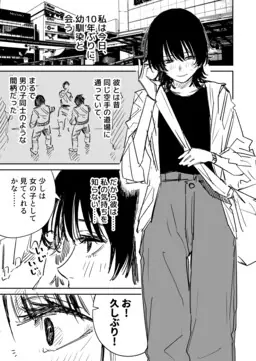 私は今日、
10年ぶりに
幼馴染と
会う
彼とは昔
同じ空手の道場に
通っていて、
まるで
男の子同士のような
間柄だった
だから彼は…
私の気持ちを
知らない…
少しは
女の子として
見てくれる
かな…
お！
久しぶり！